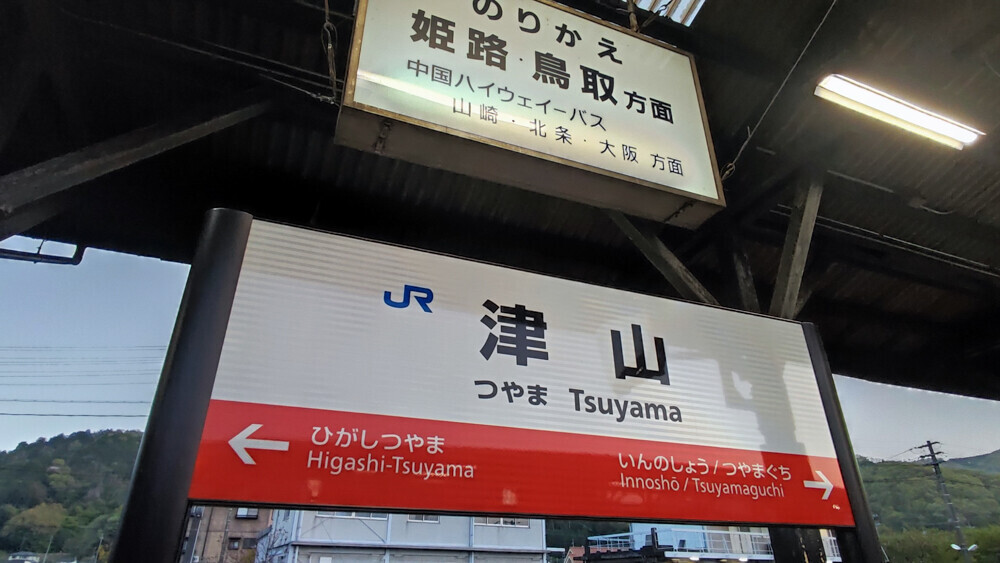 のりかえ
姫路・鳥取方面
中国ハイウェイーバス
山崎・北条・大阪 方面
JR
津山
つやま Tsuyama
← ひがしつやま
Higashi-Tsuyama
いんのしょう/つやまぐち →
Innoshō/Tsuyamaguchi